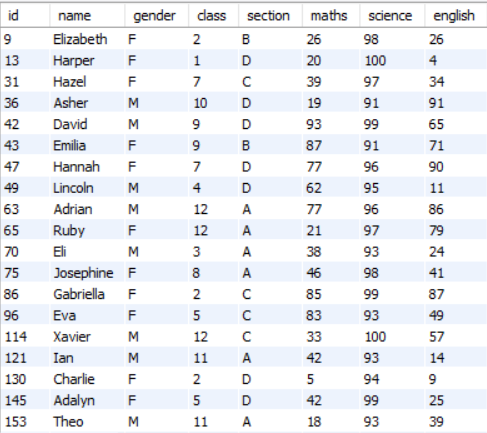 id name gender class section maths science english
9 Elizabeth F 2 B 26 98 26
13 Harper F 1 D 20 100 4
31 Hazel F 7 C 39 97 34
36 Asher M 10 D 19 91 91
42 David M 9 D 93 99 65
43 Emilia F 9 B 87 91 71
47 Hannah F 7 D 77 96 90
49 Lincoln M 4 D 62 95 11
63 Adrian M 12 A 77 96 86
65 Ruby F 12 A 21 97 79
70 Eli M 3 A 38 93 24
75 Josephine F 8 A 46 98 41
86 Gabriella F 2 C 85 99 87
96 Eva F 5 C 83 93 49
114 Xavier M 12 C 33 100 57
121 Ian M 11 A 42 93 14
130 Charlie F 2 D 5 94 9
145 Adalyn F 5 D 42 99 25
153 Theo M 11 A 18 93 39